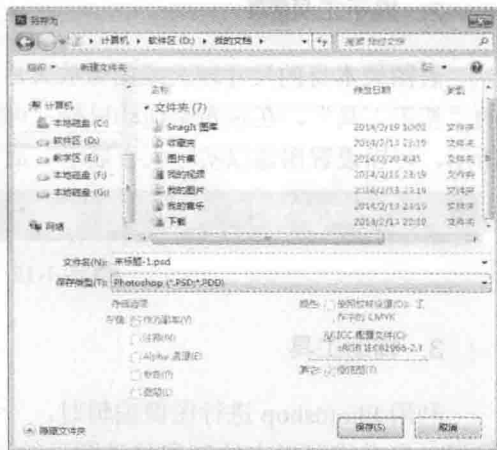 另存为
计算机 ▸ 软件区 (D:) ▸ 我的文档 ▸
搜索 我的文档
组织 ▾ 新建文件夹
名称 修改日期 类型
计算机
本地磁盘 (C:)
软件区 (D:)
教学区 (E:)
本地磁盘 (F:)
本地磁盘 (G:)
网络
文件夹 (7)
SnagIt 图库 2014/2/19 10:02 文件夹
收藏夹 2014/2/13 23:19 文件夹
图片集 文件夹
我的视频 23:19 文件夹
我的图片 2014/2/13 23:19 文件夹
我的音乐 2014/2/13 23:19 文件夹
下载 2014/2/13 文件夹
文件名(N): 未标题-1.psd
保存类型(T): Photoshop (*.PSD;*.PDD)
存储选项
存储: 作为副本(Y)
注释(N)
Alpha 通道(E)
专色(P)
图层(L)
颜色: 使用校样设置(O): 工
作中的 CMYK
ICC 配置文件(C):
sRGB IEC61966-2.1
缩览图(T)
隐藏文件夹
保存(S)
取消